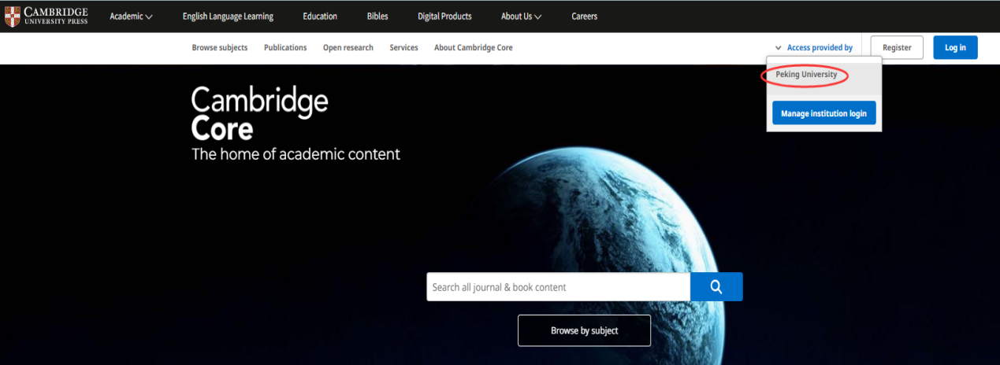 CAMBRIDGE
UNIVERSITY PRESS
Academic
English Language Learning
Education
Bibles
Digital Products
About Us
Careers
Browse subjects
Publications
Open research
Services
About Cambridge Core
Access provided by
Register
Log in
Peking University
Manage institution login
Cambridge
Core
The home of academic content
Search all journal & book content
Browse by subject